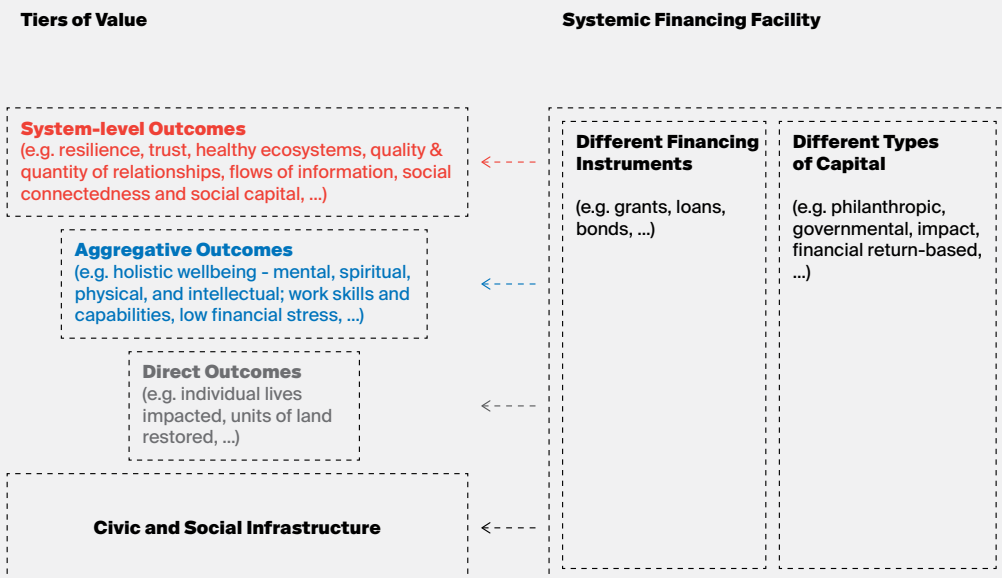 Tiers of Value
Systemic Financing Facility
System-level Outcomes
(e.g. resilience, trust, healthy ecosystems, quality &
quantity of relationships, flows of information, social
connectedness and social capital, ...)
Aggregative Outcomes
(e.g. holistic wellbeing - mental, spiritual,
physical, and intellectual; work skills and
capabilities, low financial stress, ...)
Direct Outcomes
(e.g. individual lives
impacted, units of land
restored, ...)
Civic and Social Infrastructure
Different Financing
Instruments
(e.g. grants, loans,
bonds, ...)
Different Types
of Capital
(e.g. philanthropic,
governmental, impact,
financial return-based,
...)